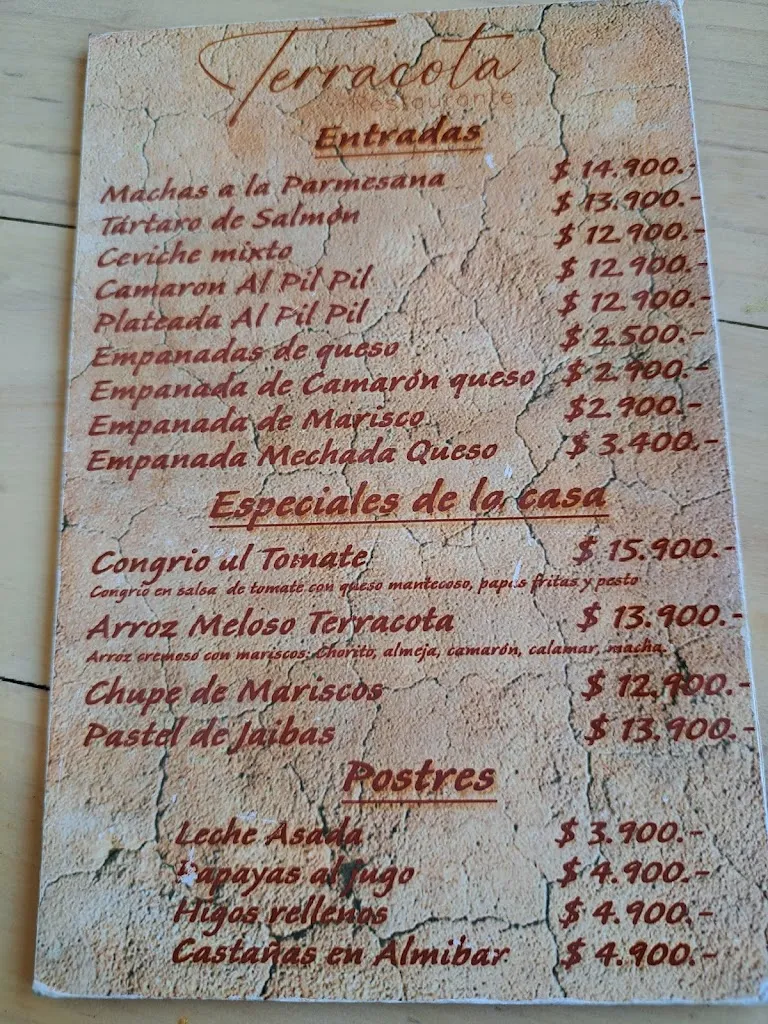 Terracota
Restaurante
Entradas
Machas a la Parmesana $ 14.900.-
Tártaro de Salmón $ 13.900.-
Ceviche mixto $ 12.900.-
Camaron Al Pil Pil $ 12.900.-
Plateada Al Pil Pil $ 12.900.-
Empanadas de queso $ 2.500.-
Empanada de Camarón queso $ 2.900.-
Empanada de Marisco $2.900.-
Empanada Mechada Queso $ 3.400.-
Especiales de la casa
Congrio al Tomate $ 15.900.-
Congrio en salsa de tomate con queso mantecoso, papas fritas y pesto
Arroz Meloso Terracota $ 13.900.-
Arroz cremoso con mariscos: Chorito, almeja, camarón, calamar, macha.
Chupe de Mariscos $ 12.900.-
Pastel de Jaibas $ 13.900.-
Postres
Leche Asada $ 3.900.-
Papayas al jugo $ 4.900.-
Higos rellenos $ 4.900.-
Castañas en Almibar $ 4.900.-